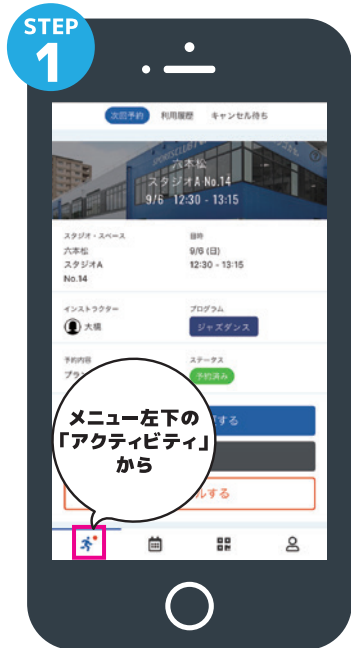 STEP
1
次回予約 利用履歴 キャンセル待ち
六本松
スタジオA No.14
9/6 12:30 - 13:15
スタジオ・スペース
日時
六本松
9/6 (日)
スタジオA
12:30 - 13:15
No.14
インストラクター
プログラム
大塊
ジャズダンス
予約内容
ステータス
プラン
予約済み
する
ルする
メニュー左下の
「アクティビティ」
から